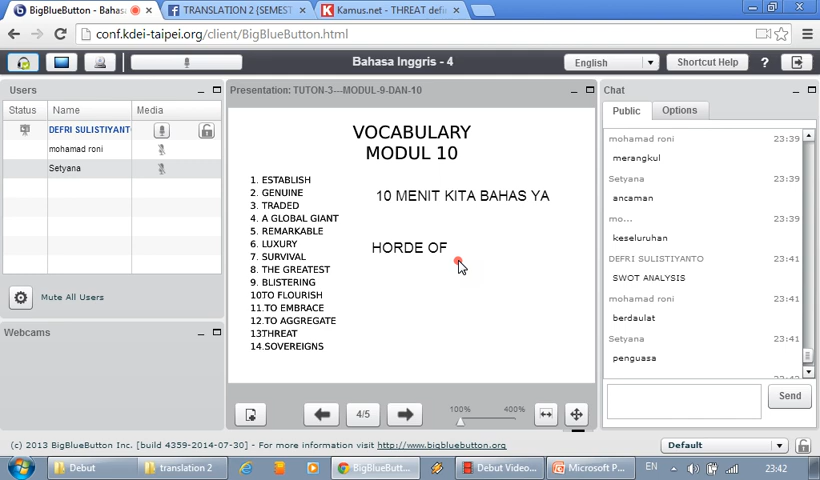 BigBlueButton - Bahasa
TRANSLATION 2 {SEMEST
Kamus.net - THREAT defin
conf.kdei-taipei.org/client/BigBlueButton.html
Bahasa Inggris - 4
English
Shortcut Help
?
Users
Status
Name
Media
DEFRI SULISTIYANT
mohamad roni
Setyana
Mute All Users
Webcams
Presentation: TUTON-3---MODUL-9-DAN-10
VOCABULARY
MODUL 10
1. ESTABLISH
2. GENUINE
3. TRADED
4. A GLOBAL GIANT
5. REMARKABLE
6. LUXURY
7. SURVIVAL
8. THE GREATEST
9. BLISTERING
10TO FLOURISH
11.TO EMBRACE
12.TO AGGREGATE
13THREAT
14.SOVEREIGNS
10 MENIT KITA BAHAS YA
HORDE OF
4/5
100%
400%
Chat
Public
Options
mohamad roni 23:39
merangkul
Setyana 23:39
ancaman
mo... 23:39
keseluruhan
DEFRI SULISTIYANTO 23:41
SWOT ANALYSIS
mohamad roni 23:41
berdaulat
Setyana 23:41
penguasa
Send
(c) 2013 BigBlueButton Inc. [build 4359-2014-07-30] - For more information visit http://www.bigbluebutton.org
Default
Debut
translation 2
BigBlueButt...
Debut Video...
Microsoft P...
EN
23:42